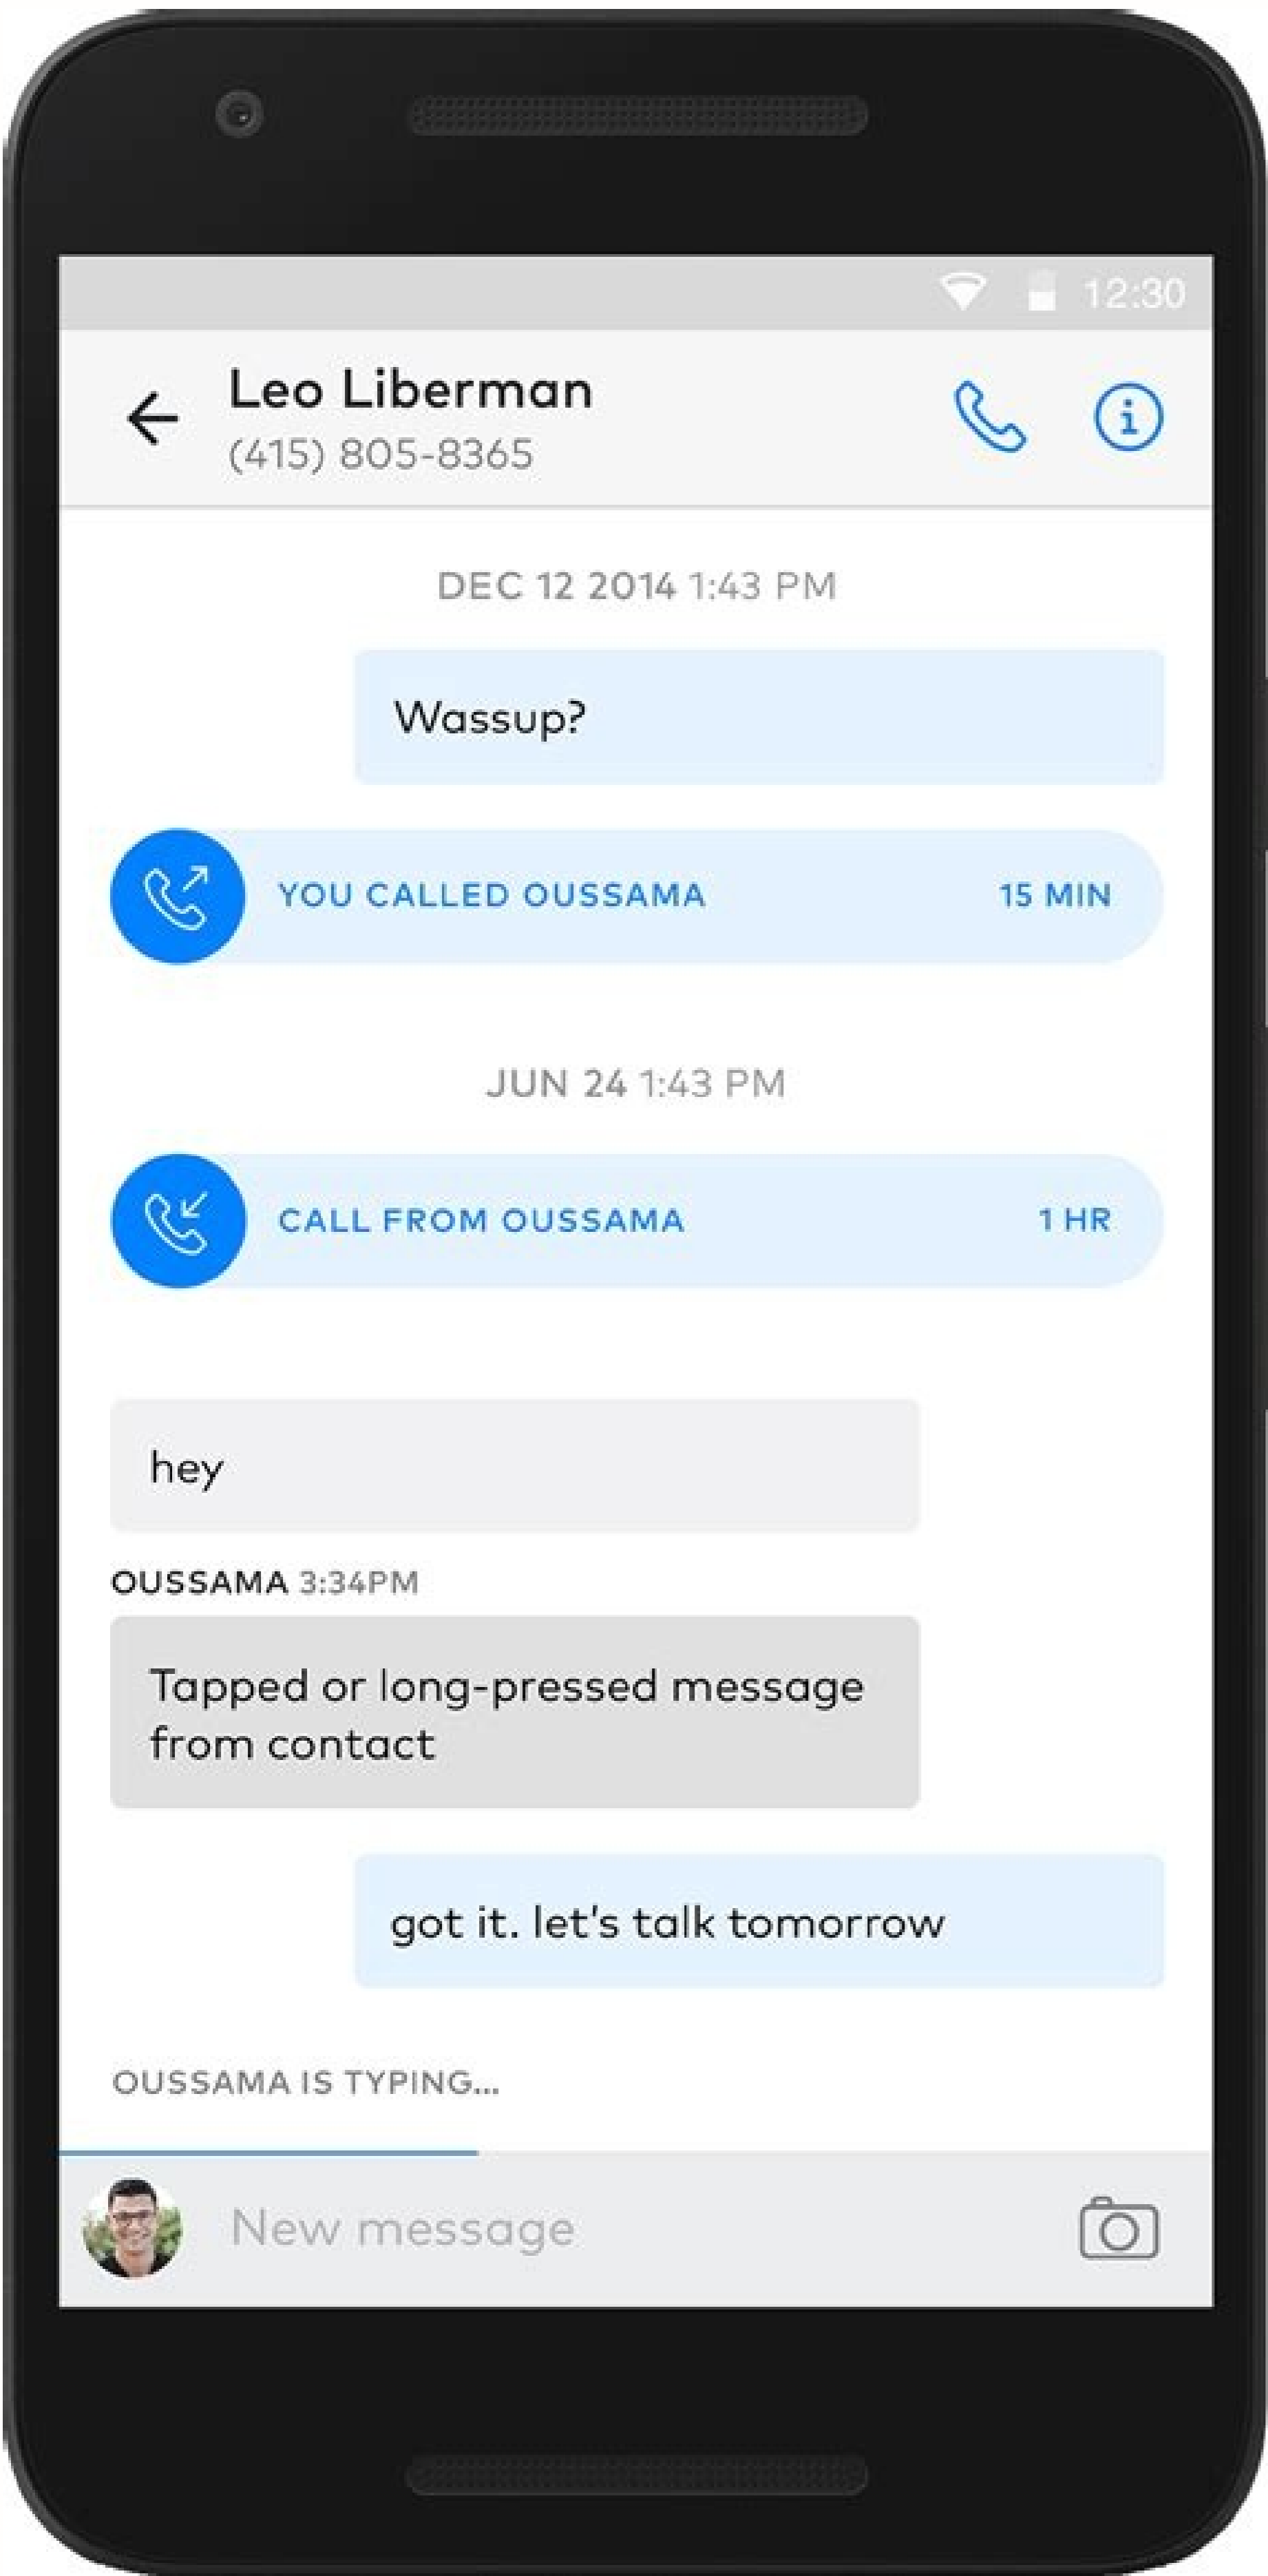 12:30
Leo Liberman
(415) 805-8365
DEC 12 2014 1:43 PM
Wassup?
YOU CALLED OUSSAMA 15 MIN
JUN 24 1:43 PM
CALL FROM OUSSAMA 1 HR
hey
OUSSAMA 3:34PM
Tapped or long-pressed message
from contact
got it. let's talk tomorrow
OUSSAMA IS TYPING...
New message